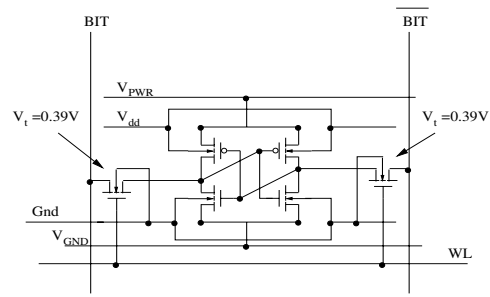 BIT
BIT
V_PWR
V_t =0.39V
V_dd
V_t =0.39V
Gnd
V_GND
WL